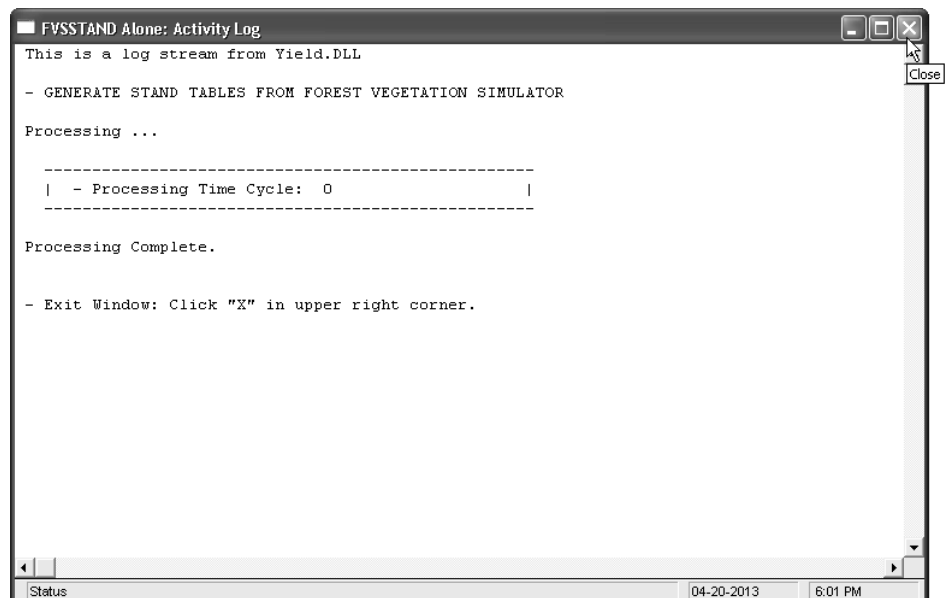 FVSSTAND Alone: Activity Log
This is a log stream from Yield.DLL
Close
- GENERATE STAND TABLES FROM FOREST VEGETATION SIMULATOR
Processing ...
---------------------------------------------------
| - Processing Time Cycle: 0 |
---------------------------------------------------
Processing Complete.
- Exit Window: Click "X" in upper right corner.
Status 04-20-2013 6:01 PM